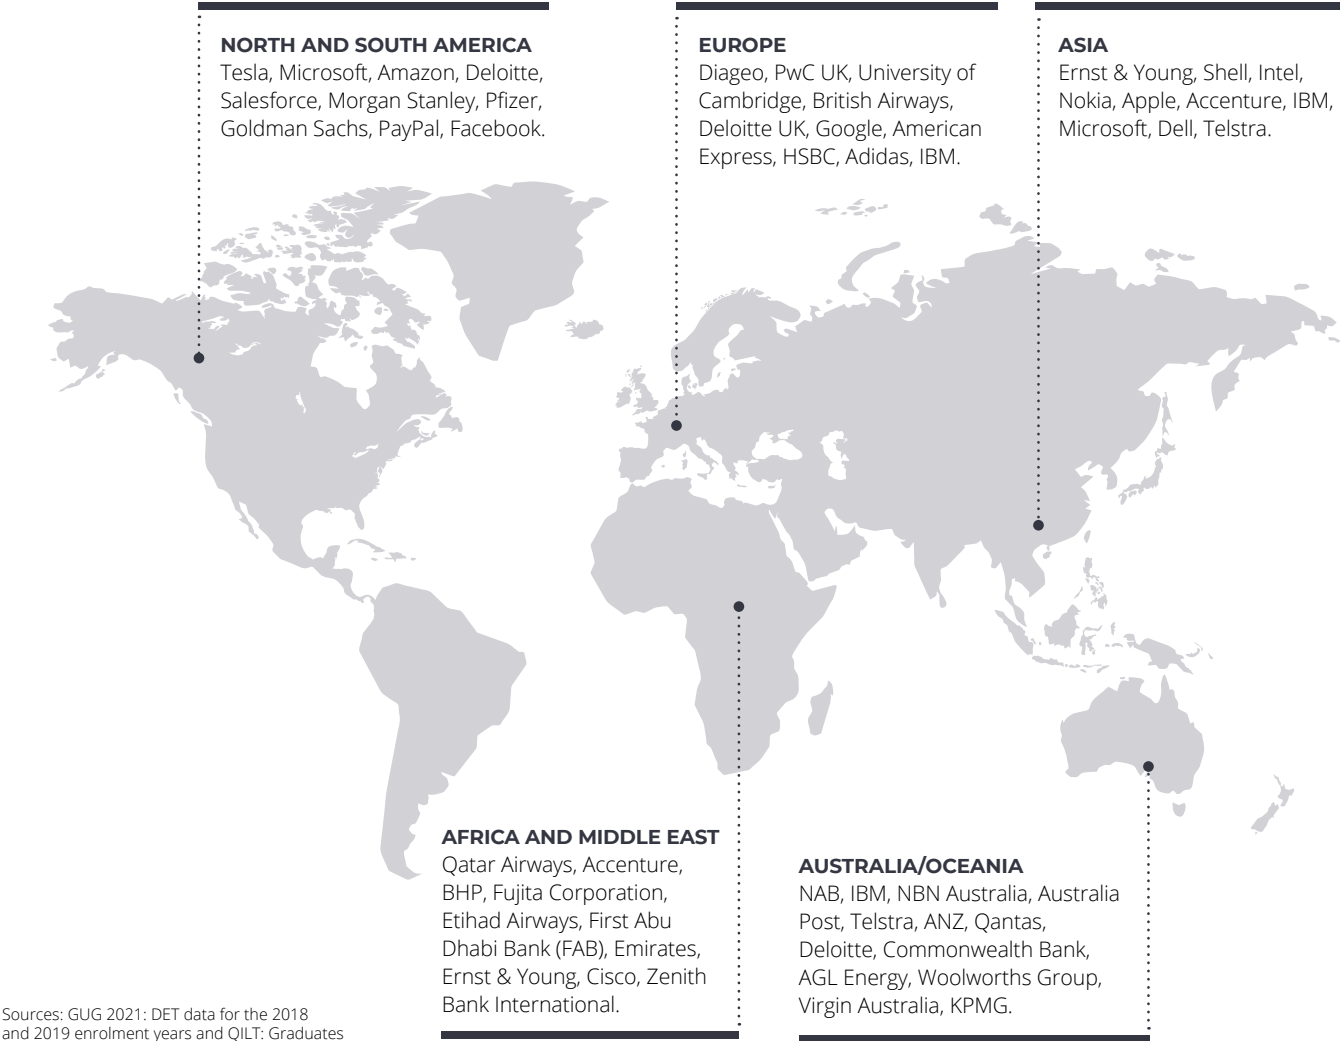 NORTH AND SOUTH AMERICA
Tesla, Microsoft, Amazon, Deloitte,
Salesforce, Morgan Stanley, Pfizer,
Goldman Sachs, PayPal, Facebook.
EUROPE
Diageo, PwC UK, University of
Cambridge, British Airways,
Deloitte UK, Google, American
Express, HSBC, Adidas, IBM.
ASIA
Ernst & Young, Shell, Intel,
Nokia, Apple, Accenture, IBM,
Microsoft, Dell, Telstra.
AFRICA AND MIDDLE EAST
Qatar Airways, Accenture,
BHP, Fujita Corporation,
Etihad Airways, First Abu
Dhabi Bank (FAB), Emirates,
Ernst & Young, Cisco, Zenith
Bank International.
AUSTRALIA/OCEANIA
NAB, IBM, NBN Australia, Australia
Post, Telstra, ANZ, Qantas,
Deloitte, Commonwealth Bank,
AGL Energy, Woolworths Group,
Virgin Australia, KPMG.
Sources: GUG 2021: DET data for the 2018
and 2019 enrolment years and QILT: Graduates